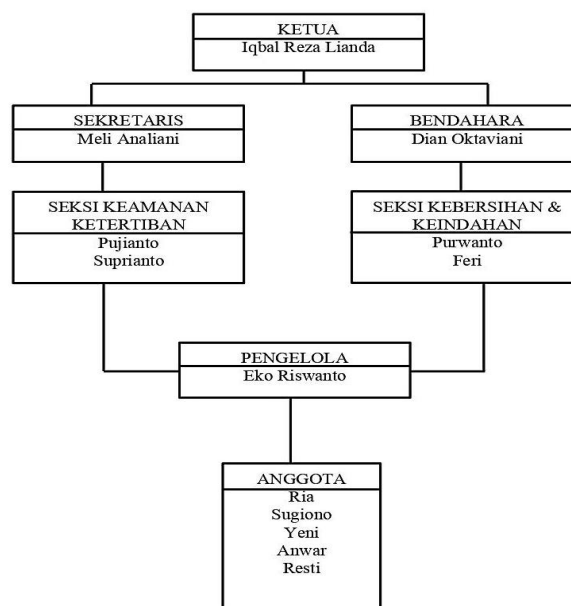 KETUA
Iqbal Reza Lianda
SEKRETARIS
Meli Analiani
BENDAHARA
Dian Oktaviani
SEKSI KEAMANAN
KETERTIBAN
Pujianto
Suprianto
SEKSI KEBERSIHAN &
KEINDAHAN
Purwanto
Feri
PENGELOLA
Eko Riswanto
ANGGOTA
Ria
Sugiono
Yeni
Anwar
Resti